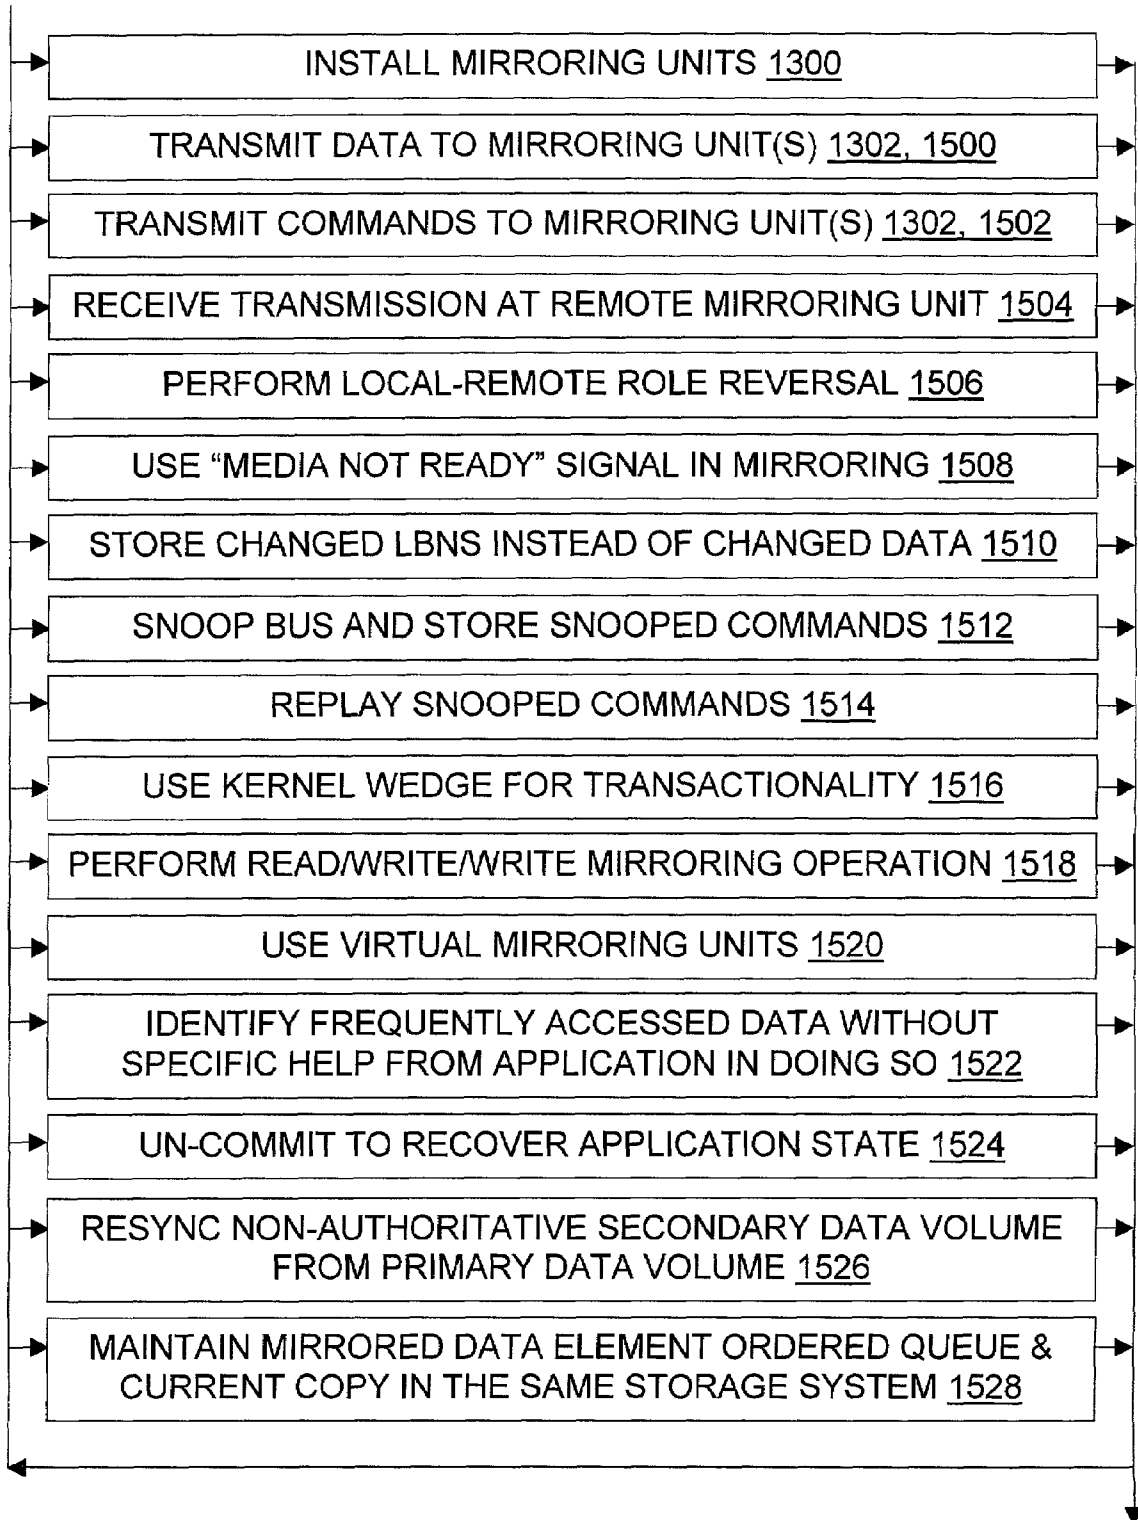 INSTALL MIRRORING UNITS 1300
TRANSMIT DATA TO MIRRORING UNIT(S) 1302, 1500
TRANSMIT COMMANDS TO MIRRORING UNIT(S) 1302, 1502
RECEIVE TRANSMISSION AT REMOTE MIRRORING UNIT 1504
PERFORM LOCAL-REMOTE ROLE REVERSAL 1506
USE “MEDIA NOT READY” SIGNAL IN MIRRORING 1508
STORE CHANGED LBNS INSTEAD OF CHANGED DATA 1510
SNOOP BUS AND STORE SNOOPED COMMANDS 1512
REPLAY SNOOPED COMMANDS 1514
USE KERNEL WEDGE FOR TRANSACTIONALITY 1516
PERFORM READ/WRITE/WRITE MIRRORING OPERATION 1518
USE VIRTUAL MIRRORING UNITS 1520
IDENTIFY FREQUENTLY ACCESSED DATA WITHOUT
SPECIFIC HELP FROM APPLICATION IN DOING SO 1522
UN-COMMIT TO RECOVER APPLICATION STATE 1524
RESYNC NON-AUTHORITATIVE SECONDARY DATA VOLUME
FROM PRIMARY DATA VOLUME 1526
MAINTAIN MIRRORED DATA ELEMENT ORDERED QUEUE &
CURRENT COPY IN THE SAME STORAGE SYSTEM 1528